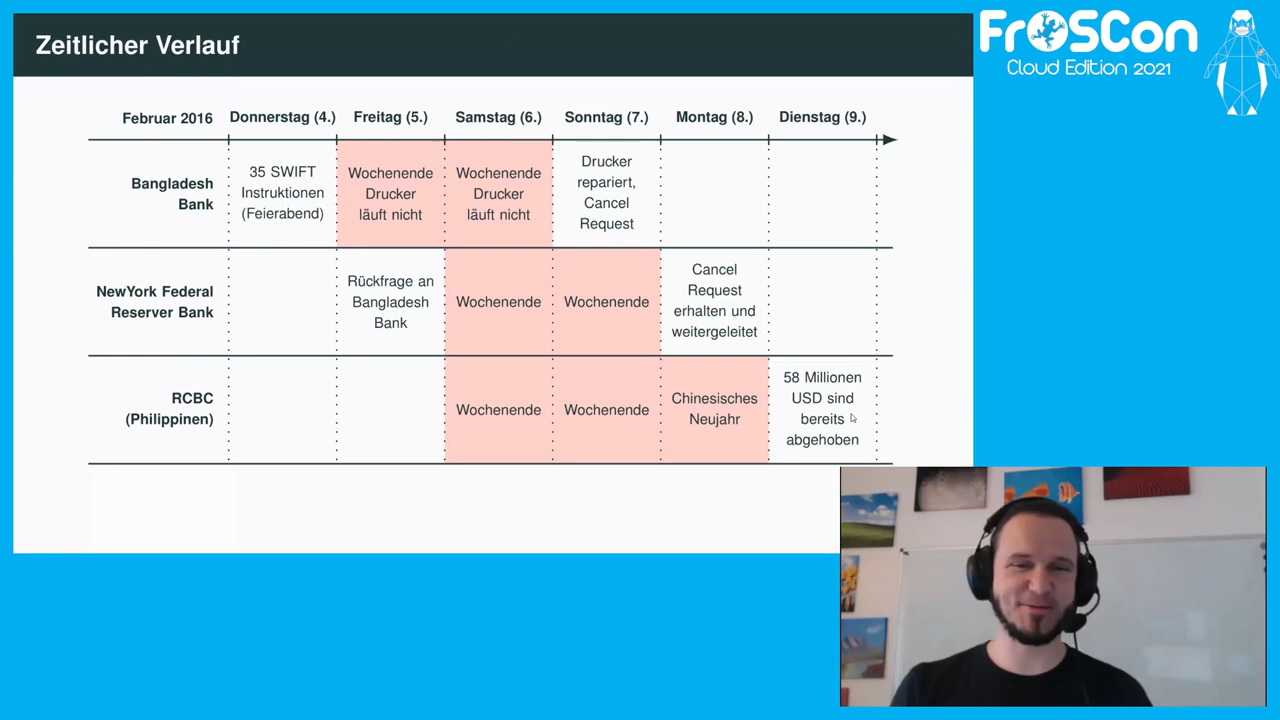 Zeitlicher Verlauf
FrOSCon
Cloud Edition 2021
Februar 2016 Donnerstag (4.) Freitag (5.) Samstag (6.) Sonntag (7.) Montag (8.) Dienstag (9.)
Bangladesh
Bank
35 SWIFT
Instruktionen
(Feierabend)
Wochenende
Drucker
läuft nicht
Wochenende
Drucker
läuft nicht
Drucker
repariert,
Cancel
Request
NewYork Federal
Reserver Bank
Rückfrage an
Bangladesh
Bank
Wochenende
Wochenende
Cancel
Request
erhalten und
weitergeleitet
RCBC
(Philippinen)
Wochenende
Wochenende
Chinesisches
Neujahr
58 Millionen
USD sind
bereits
abgehoben